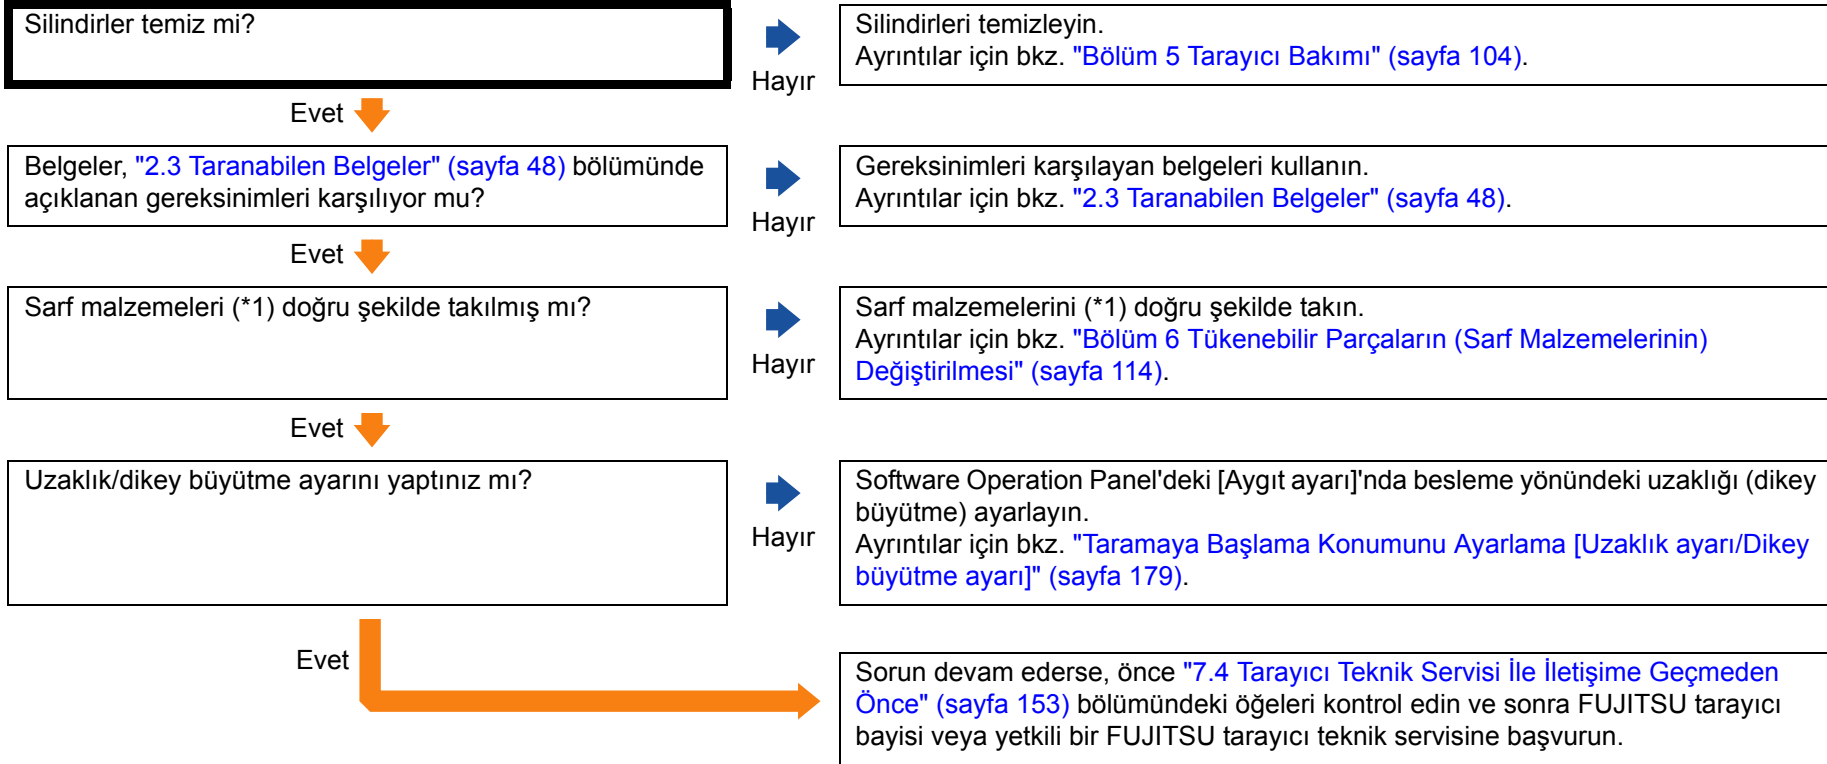 Silindirler temiz mi?
Silindirleri temizleyin.
Ayrıntılar için bkz. "Bölüm 5 Tarayıcı Bakımı" (sayfa 104).
Hayır
Evet
Belgeler, "2.3 Taranabilen Belgeler" (sayfa 48) bölümünde
açıklanan gereksinimleri karşılıyor mu?
Gereksinimleri karşılayan belgeleri kullanın.
Ayrıntılar için bkz. "2.3 Taranabilen Belgeler" (sayfa 48).
Hayır
Evet
Sarf malzemeleri (*1) doğru şekilde takılmış mı?
Sarf malzemelerini (*1) doğru şekilde takın.
Ayrıntılar için bkz. "Bölüm 6 Tükenebilir Parçaların (Sarf Malzemelerinin)
Değiştirilmesi" (sayfa 114).
Hayır
Evet
Uzaklık/dikey büyütme ayarını yaptınız mı?
Software Operation Panel'deki [Aygıt ayarı]'nda besleme yönündeki uzaklığı (dikey
büyütme) ayarlayın.
Ayrıntılar için bkz. "Taramaya Başlama Konumunu Ayarlama [Uzaklık ayarı/Dikey
büyütme ayarı]" (sayfa 179).
Hayır
Evet
Sorun devam ederse, önce "7.4 Tarayıcı Teknik Servisi İle İletişime Geçmeden
Önce" (sayfa 153) bölümündeki öğeleri kontrol edin ve sonra FUJITSU tarayıcı
bayisi veya yetkili bir FUJITSU tarayıcı teknik servisine başvurun.